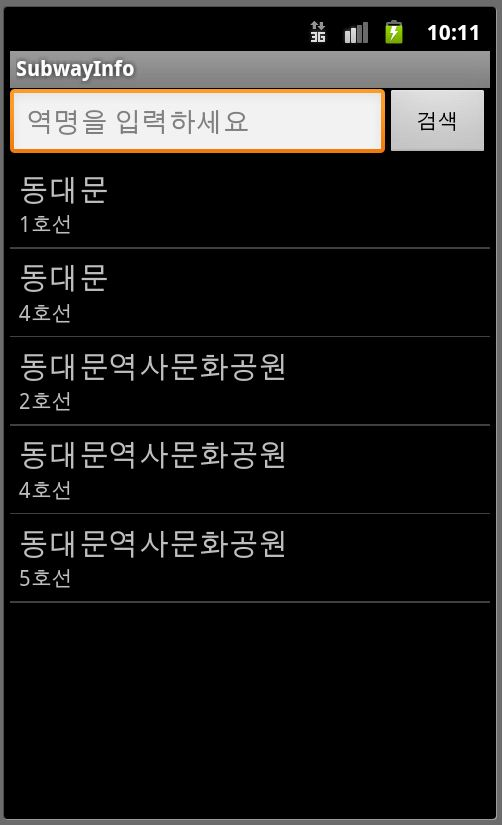 3G 10:11
SubwayInfo
역명을 입력하세요 검색
동대문
1호선
동대문
4호선
동대문역사문화공원
2호선
동대문역사문화공원
4호선
동대문역사문화공원
5호선